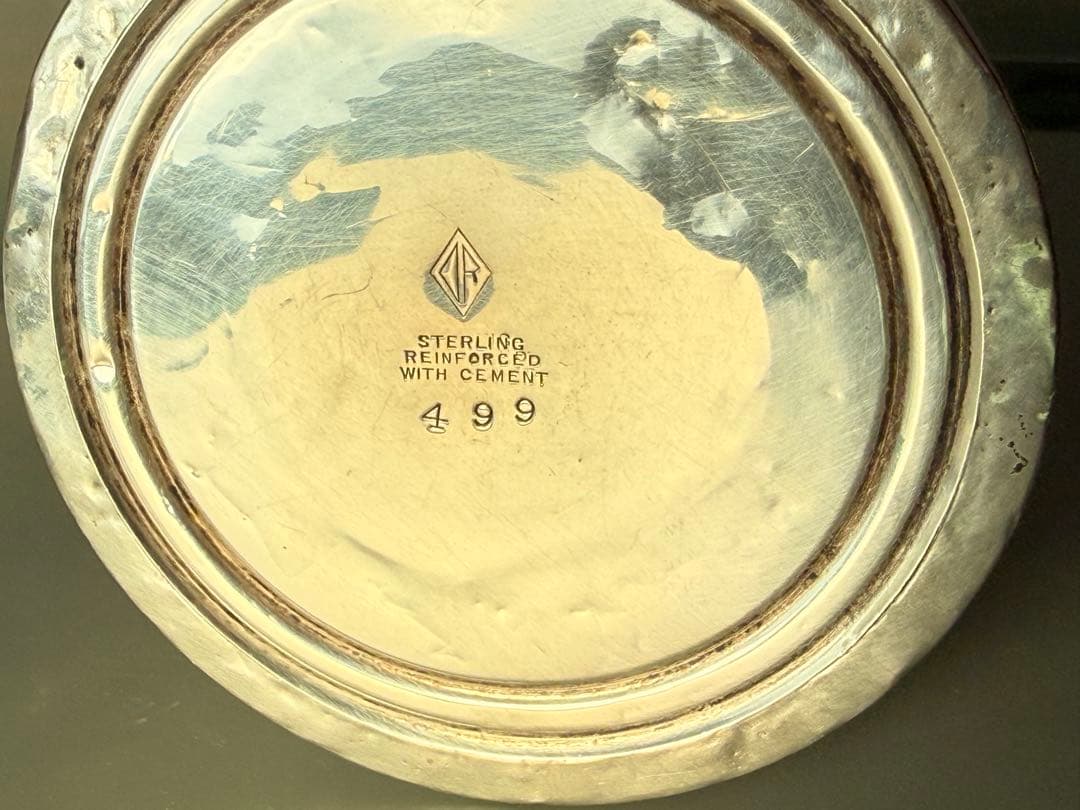 STERLING
REINFORCED
WITH CEMENT
499